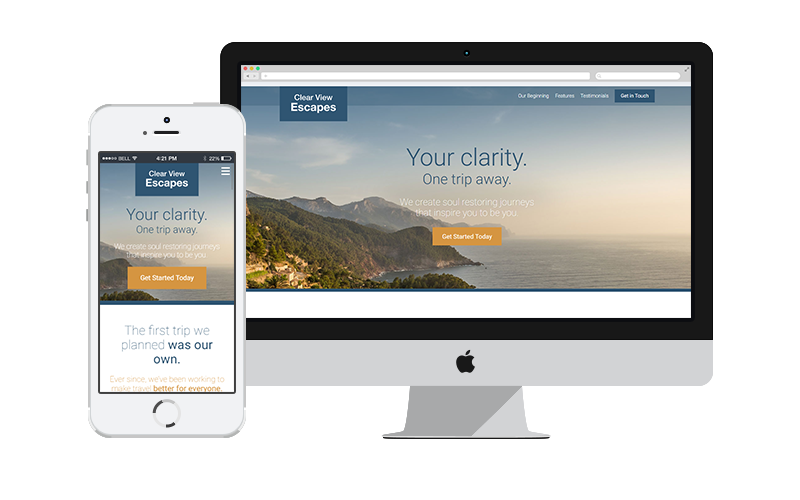 BELL
4:21 PM
22%
Clear View
Escapes
Your clarity.
One trip away.
We create soul restoring journeys
that inspire you to be you.
Get Started Today
The first trip we
planned was our
own.
Ever since, we've been working to
make travel better for everyone.
Clear View
Escapes
Our Beginning
Features
Testimonials
Get in Touch
Your clarity.
One trip away.
We create soul restoring journeys
that inspire you to be you.
Get Started Today